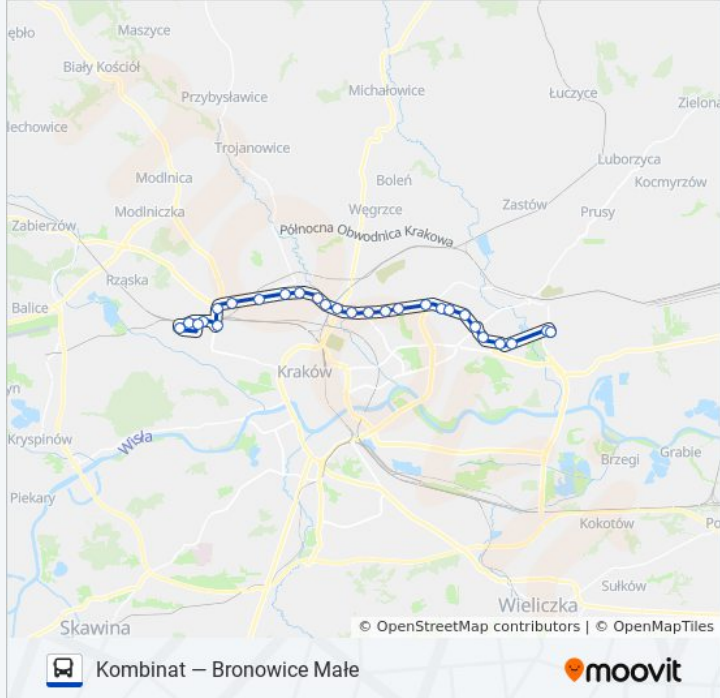 ębło
Maszyce
Biały Kościół
Przybysławice
Michałowice
Łuczyce
Zielona
lechowice
Trojanowice
Luborzyca
Modlnica
Boleń
Kocmyrzów
Modlniczka
Węgrzce
Zastów
Prusy
Zabierzów
Północna Obwodnica Krakowa
Rząska
Balice
Kraków
yn
Kryspinów
Wisła
Brzegi
Grabie
Piekary
Kokotów
Po
Sułków
Wieliczka
Skawina
© OpenStreetMap contributors | © OpenMapTiles
Kombinat — Bronowice Małe
moovit